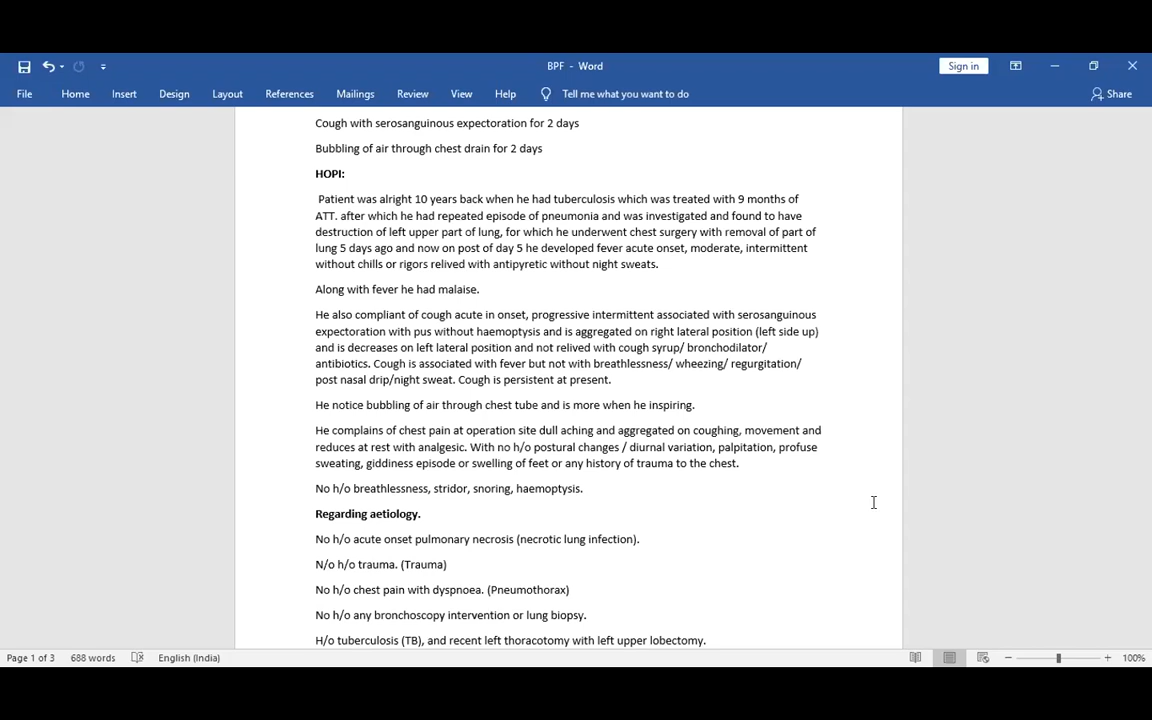 BPF - Word
Sign in
File Home Insert Design Layout References Mailings Review View Help Tell me what you want to do Share
Cough with serosanguinous expectoration for 2 days
Bubbling of air through chest drain for 2 days
HOPI:
Patient was alright 10 years back when he had tuberculosis which was treated with 9 months of
ATT. after which he had repeated episode of pneumonia and was investigated and found to have
destruction of left upper part of lung, for which he underwent chest surgery with removal of part of
lung 5 days ago and now on post of day 5 he developed fever acute onset, moderate, intermittent
without chills or rigors relived with antipyretic without night sweats.
Along with fever he had malaise.
He also compliant of cough acute in onset, progressive intermittent associated with serosanguinous
expectoration with pus without haemoptysis and is aggregated on right lateral position (left side up)
and is decreases on left lateral position and not relived with cough syrup/ bronchodilator/
antibiotics. Cough is associated with fever but not with breathlessness/ wheezing/ regurgitation/
post nasal drip/night sweat. Cough is persistent at present.
He notice bubbling of air through chest tube and is more when he inspiring.
He complains of chest pain at operation site dull aching and aggregated on coughing, movement and
reduces at rest with analgesic. With no h/o postural changes / diurnal variation, palpitation, profuse
sweating, giddiness episode or swelling of feet or any history of trauma to the chest.
No h/o breathlessness, stridor, snoring, haemoptysis.
Regarding aetiology.
No h/o acute onset pulmonary necrosis (necrotic lung infection).
N/o h/o trauma. (Trauma)
No h/o chest pain with dyspnoea. (Pneumothorax)
No h/o any bronchoscopy intervention or lung biopsy.
H/o tuberculosis (TB), and recent left thoracotomy with left upper lobectomy.
Page 1 of 3 688 words English (India) 100%